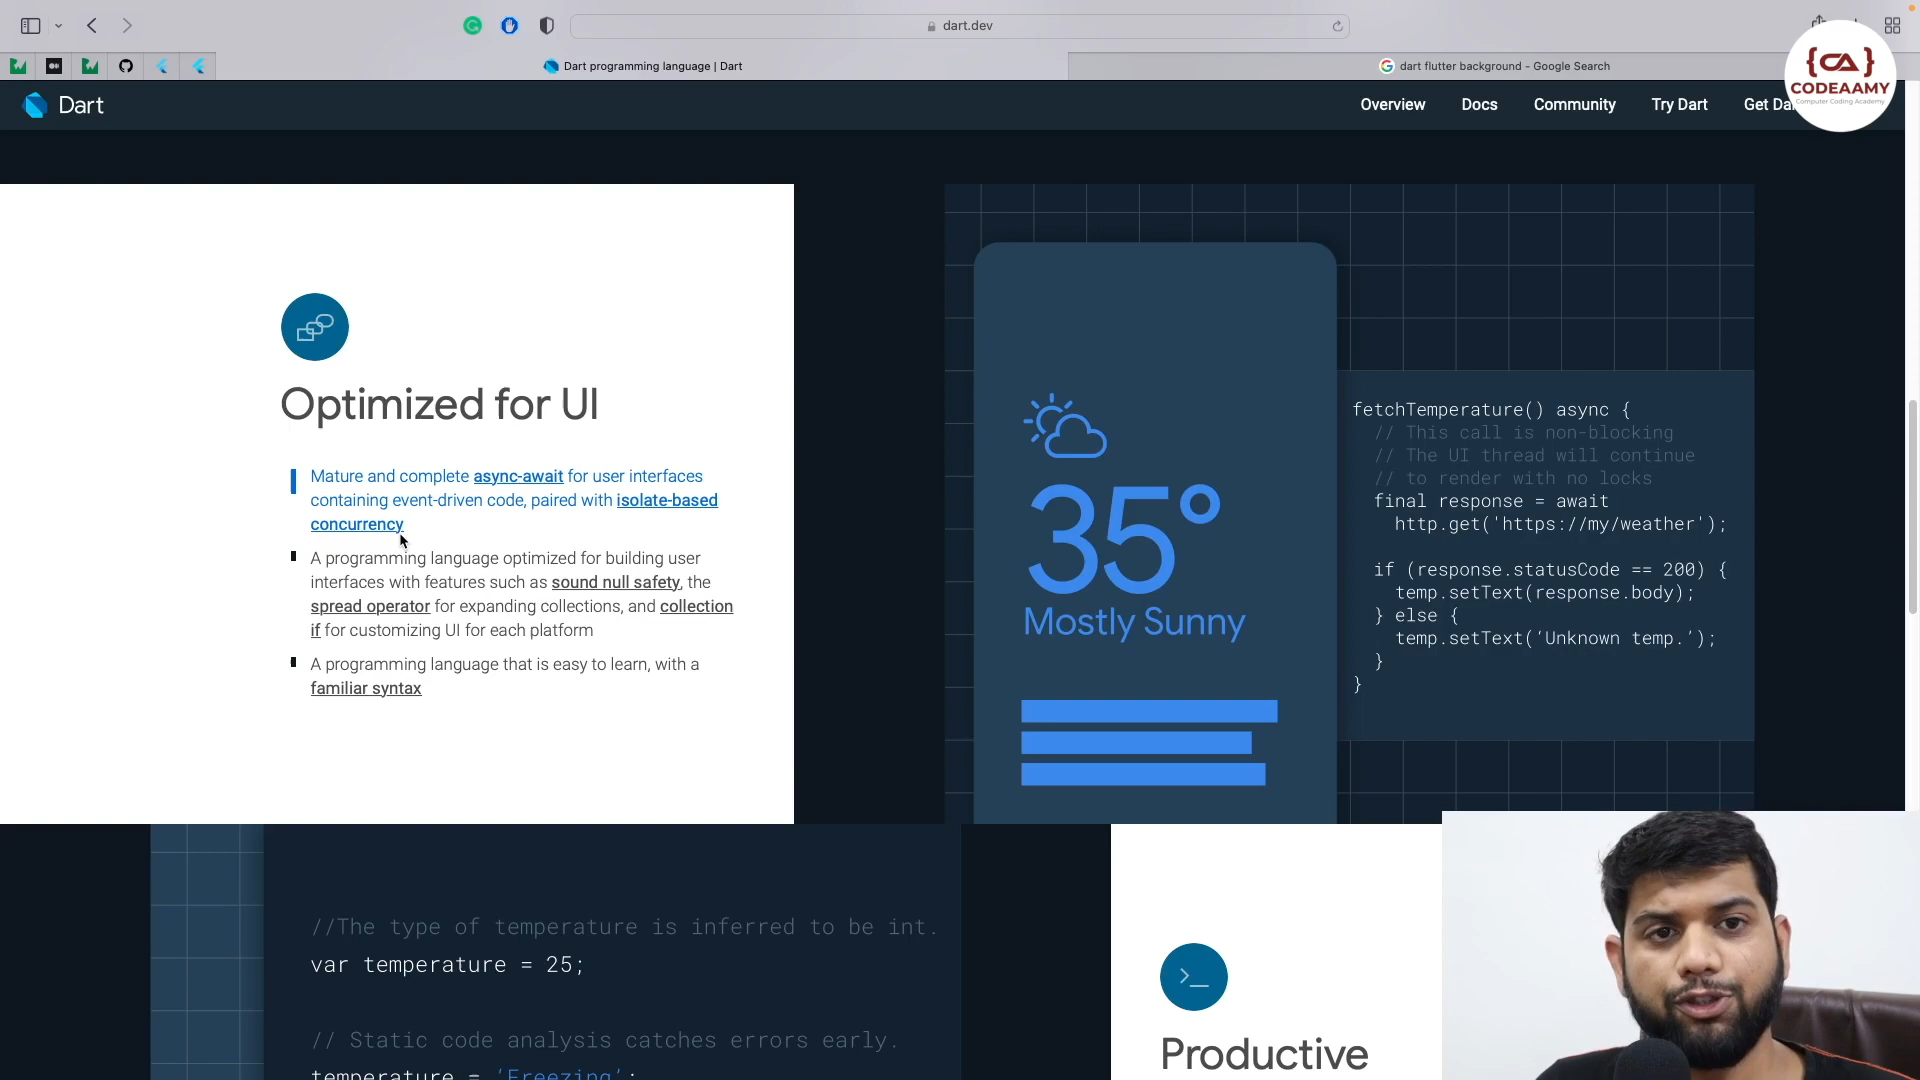 dart.dev
Dart programming language | Dart
dart flutter background - Google Search
{CA}
CODEAAMY
Computer Coding Academy
Dart
Overview
Docs
Community
Try Dart
Get
Optimized for UI
Mature and complete async-await for user interfaces
containing event-driven code, paired with isolate-based
concurrency
A programming language optimized for building user
interfaces with features such as sound null safety, the
spread operator for expanding collections, and collection
if for customizing UI for each platform
A programming language that is easy to learn, with a
familiar syntax
35°
Mostly Sunny
fetchTemperature() async {
// This call is non-blocking
// The UI thread will continue
// to render with no locks
final response = await
http.get('https://my/weather');
if (response.statusCode == 200) {
temp.setText(response.body);
} else {
temp.setText(‘Unknown temp.’);
}
}
//The type of temperature is inferred to be int.
var temperature = 25;
// Static code analysis catches errors early.
temperature = ‘Freezing’;
>_
Productive